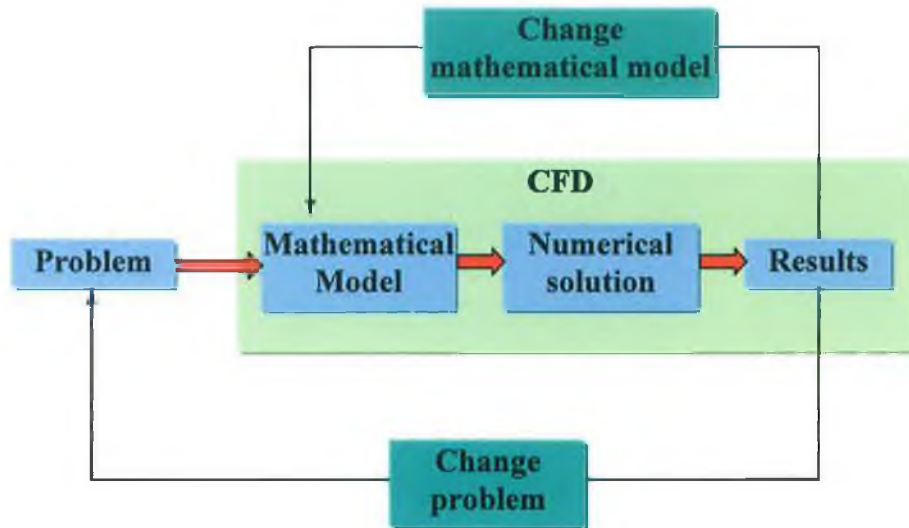 Change
mathematical model
CFD
Problem
Mathematical
Model
Numerical
solution
Results
Change
problem